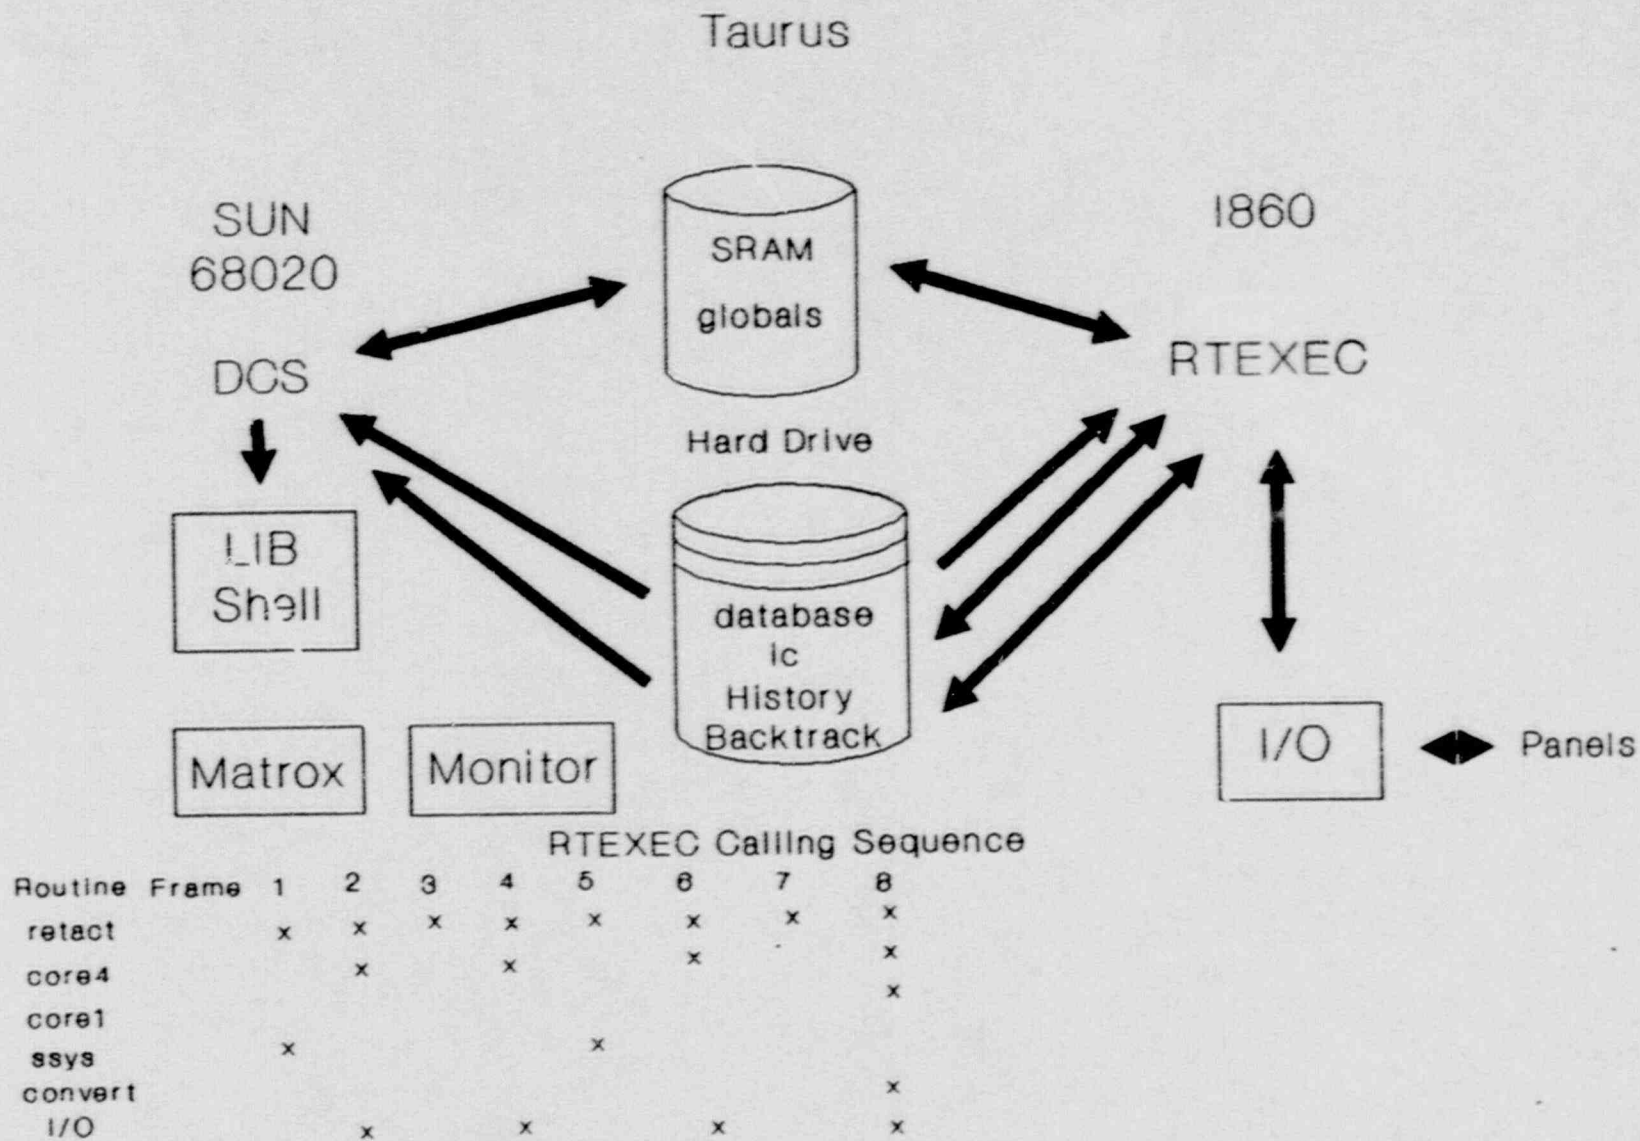 Taurus
SUN
68020
SRAM
globals
I860
DCS
RTEXEC
Hard Drive
LIB
Shell
database
ic
History
Backtrack
Matrox
Monitor
I/O
Panels
RTEXEC Calling Sequence
Routine Frame 1 2 3 4 5 6 7 8
retact x x x x x x x x
core4 x x x x
core1 x
ssys x x
convert x
I/O x x x x